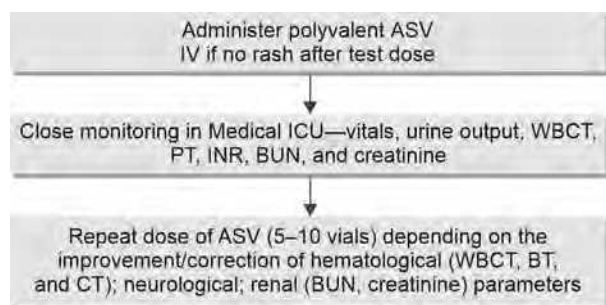 Administer polyvalent ASV
IV if no rash after test dose
Close monitoring in Medical ICU—vitals, urine output, WBCT,
PT, INR, BUN, and creatinine
Repeat dose of ASV (5–10 vials) depending on the
improvement/correction of hematological (WBCT, BT,
and CT); neurological; renal (BUN, creatinine) parameters